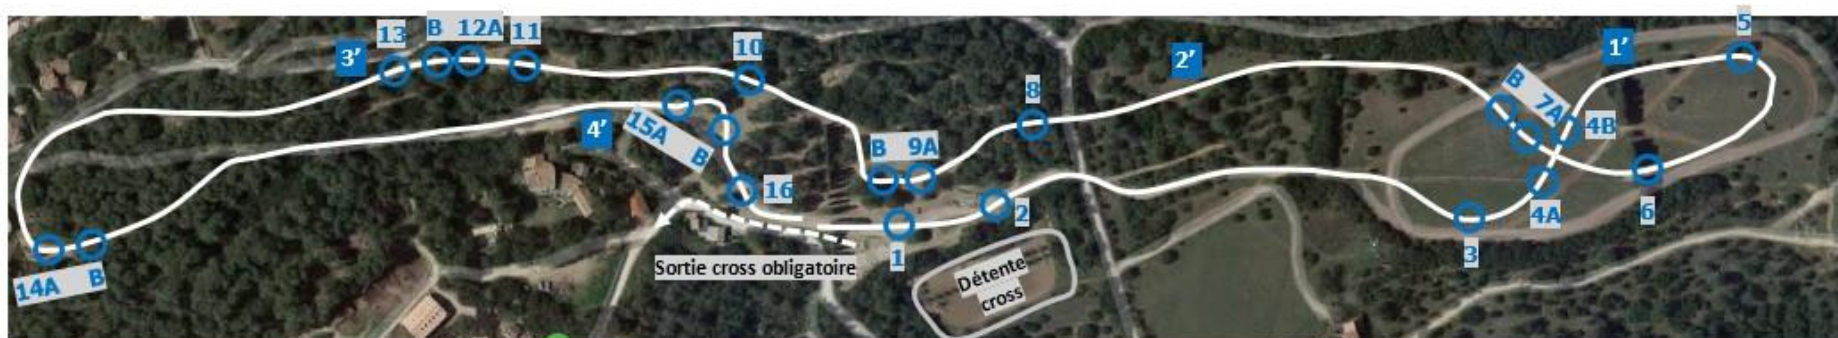 13
B 12A
11
3'
10
5
1'
2'
8
B 7A
4B
15A B
4'
B 9A
16
2
4A
6
1
3
14A B
Sortie cross obligatoire
Détente
cross